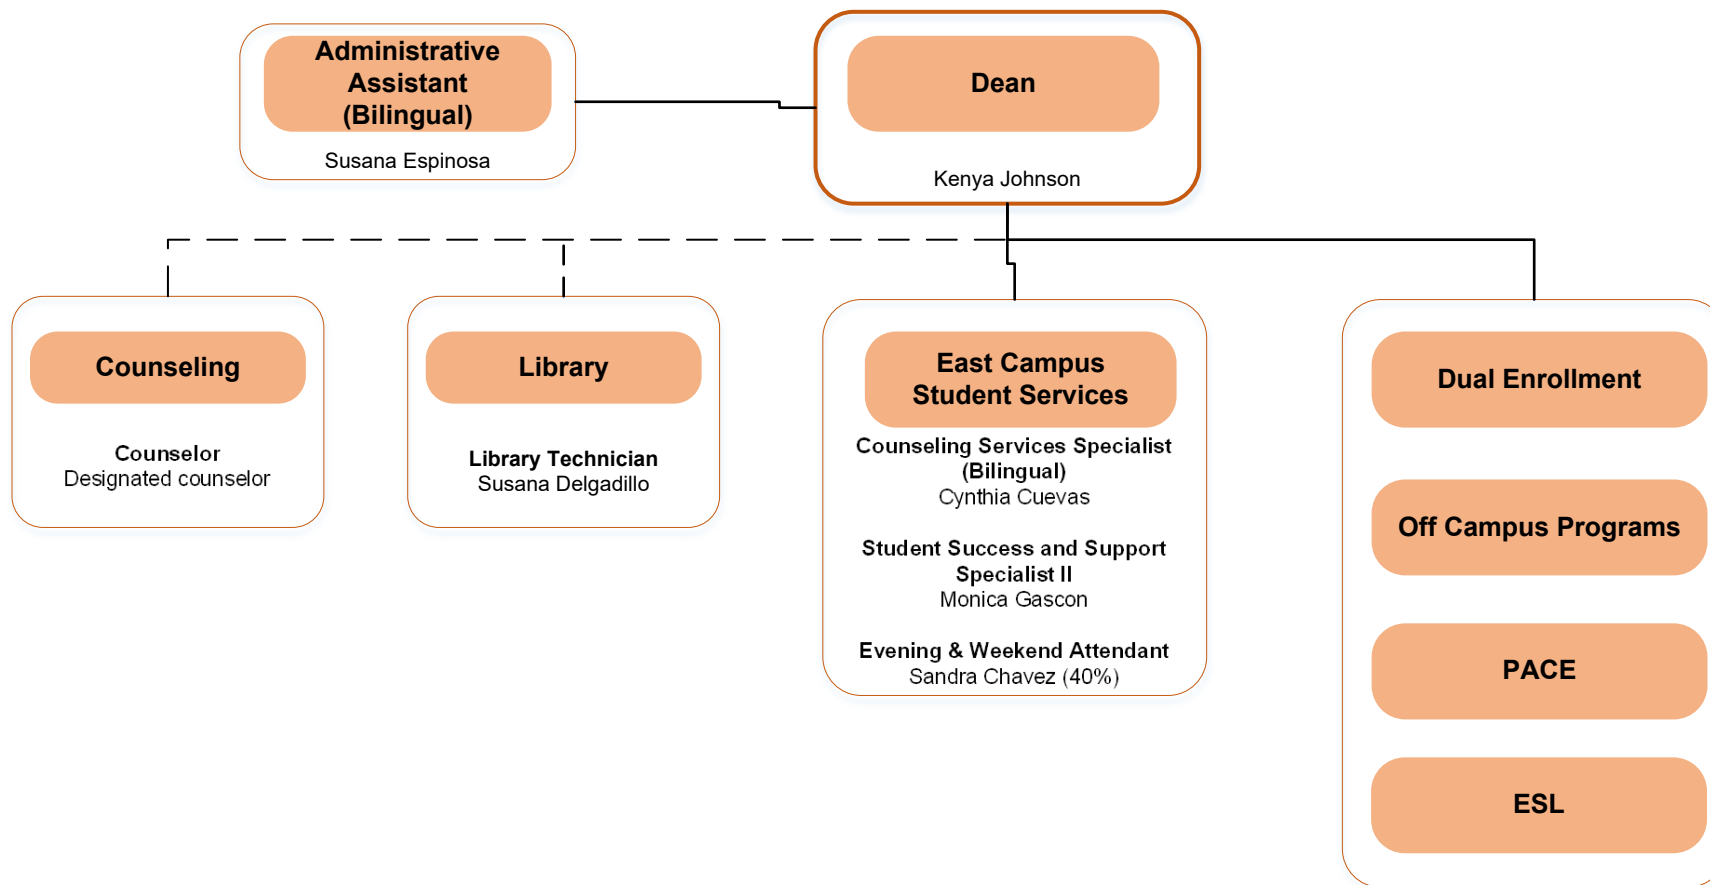 Administrative
Assistant
(Bilingual)
Susana Espinosa
Dean
Kenya Johnson
Counseling
Counselor
Designated counselor
Library
Library Technician
Susana Delgadillo
East Campus
Student Services
Counseling Services Specialist
(Bilingual)
Cynthia Cuevas
Student Success and Support
Specialist II
Monica Gascon
Evening & Weekend Attendant
Sandra Chavez (40%)
Dual Enrollment
Off Campus Programs
PACE
ESL